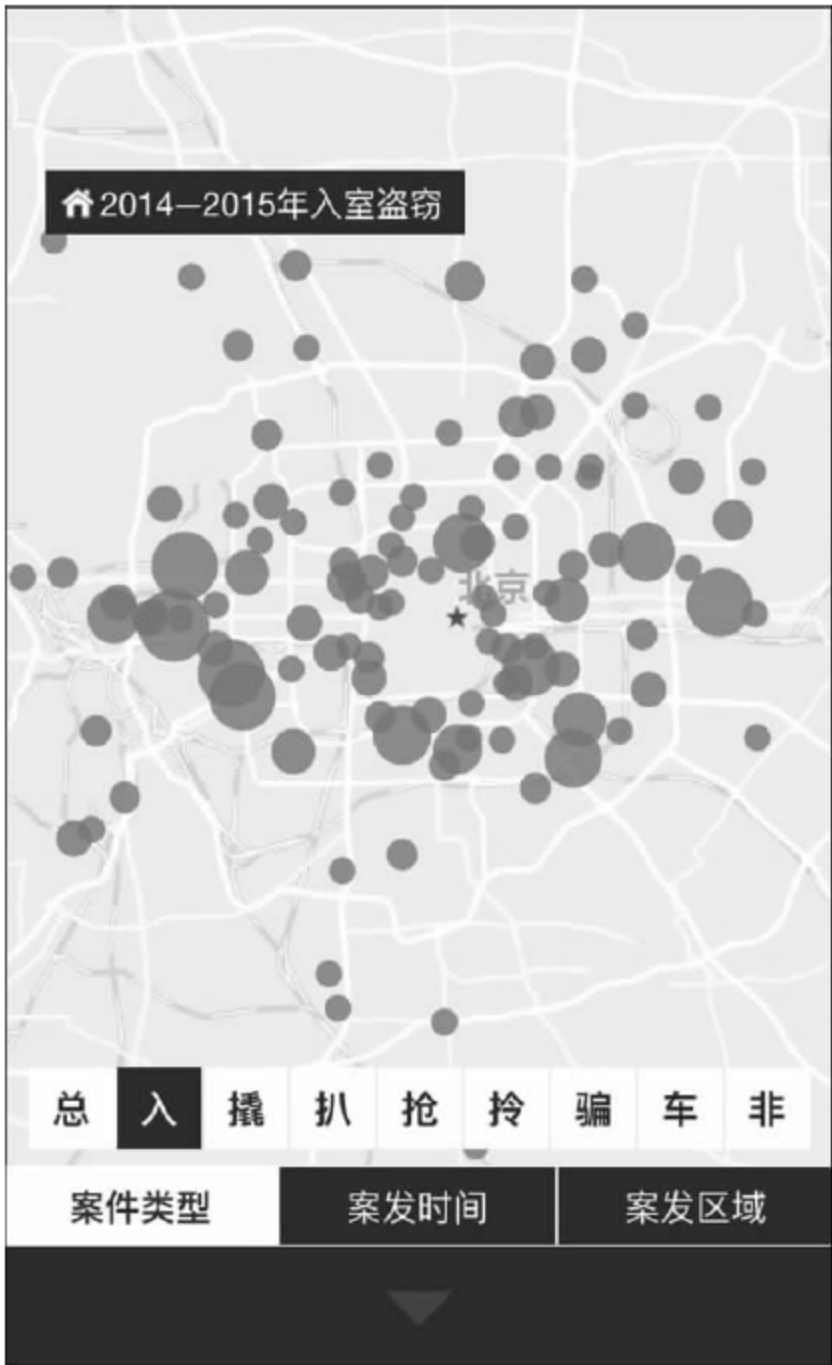 2014—2015年入室盗窃
北京
总 入 撬 扒 抢 拎 骗 车 非
案件类型 案发时间 案发区域